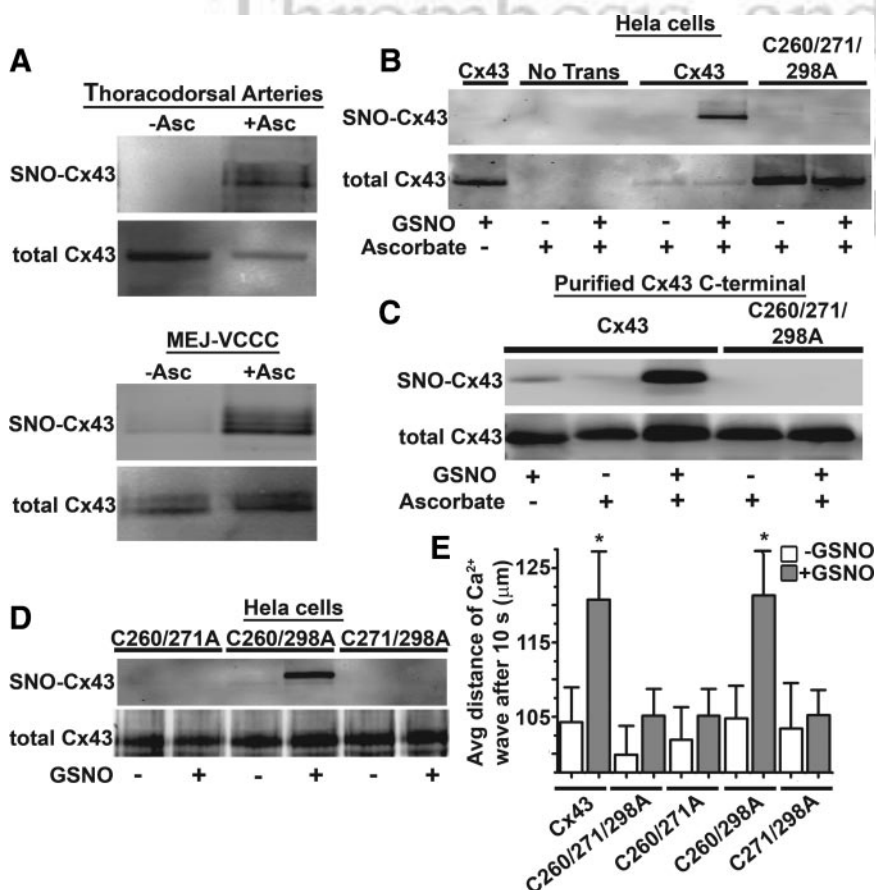 Thrombosis, and
A
Thoracodorsal Arteries
-Asc +Asc
SNO-Cx43
total Cx43
MEJ-VCCC
-Asc +Asc
SNO-Cx43
total Cx43
B
Hela cells
Cx43 No Trans Cx43 C260/271/
298A
SNO-Cx43
total Cx43
GSNO + - + - + - +
Ascorbate - + + + + + +
Purified Cx43 C-terminal
C
Cx43 C260/271/
298A
SNO-Cx43
total Cx43
GSNO + - + - +
Ascorbate - + + + +
D
Hela cells
C260/271A C260/298A C271/298A
SNO-Cx43
total Cx43
GSNO - + - + - +
E
-GSNO
+GSNO
* *
Avg distance of Ca²⁺
wave after 10 s (μm)
125
115
105
Cx43
C260/271/298A
C260/271A
C260/298A
C271/298A